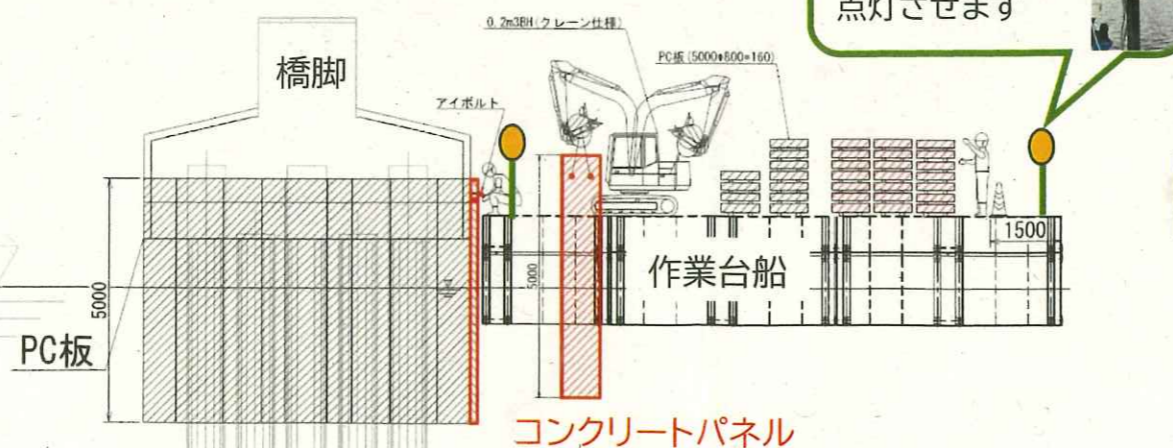 点灯させます
0.2m3BH(クレーン仕様)
橋脚
PC板(5000*800*160)
アイボルト
1500
作業台船
5000
5000
PC板
コンクリートパネル